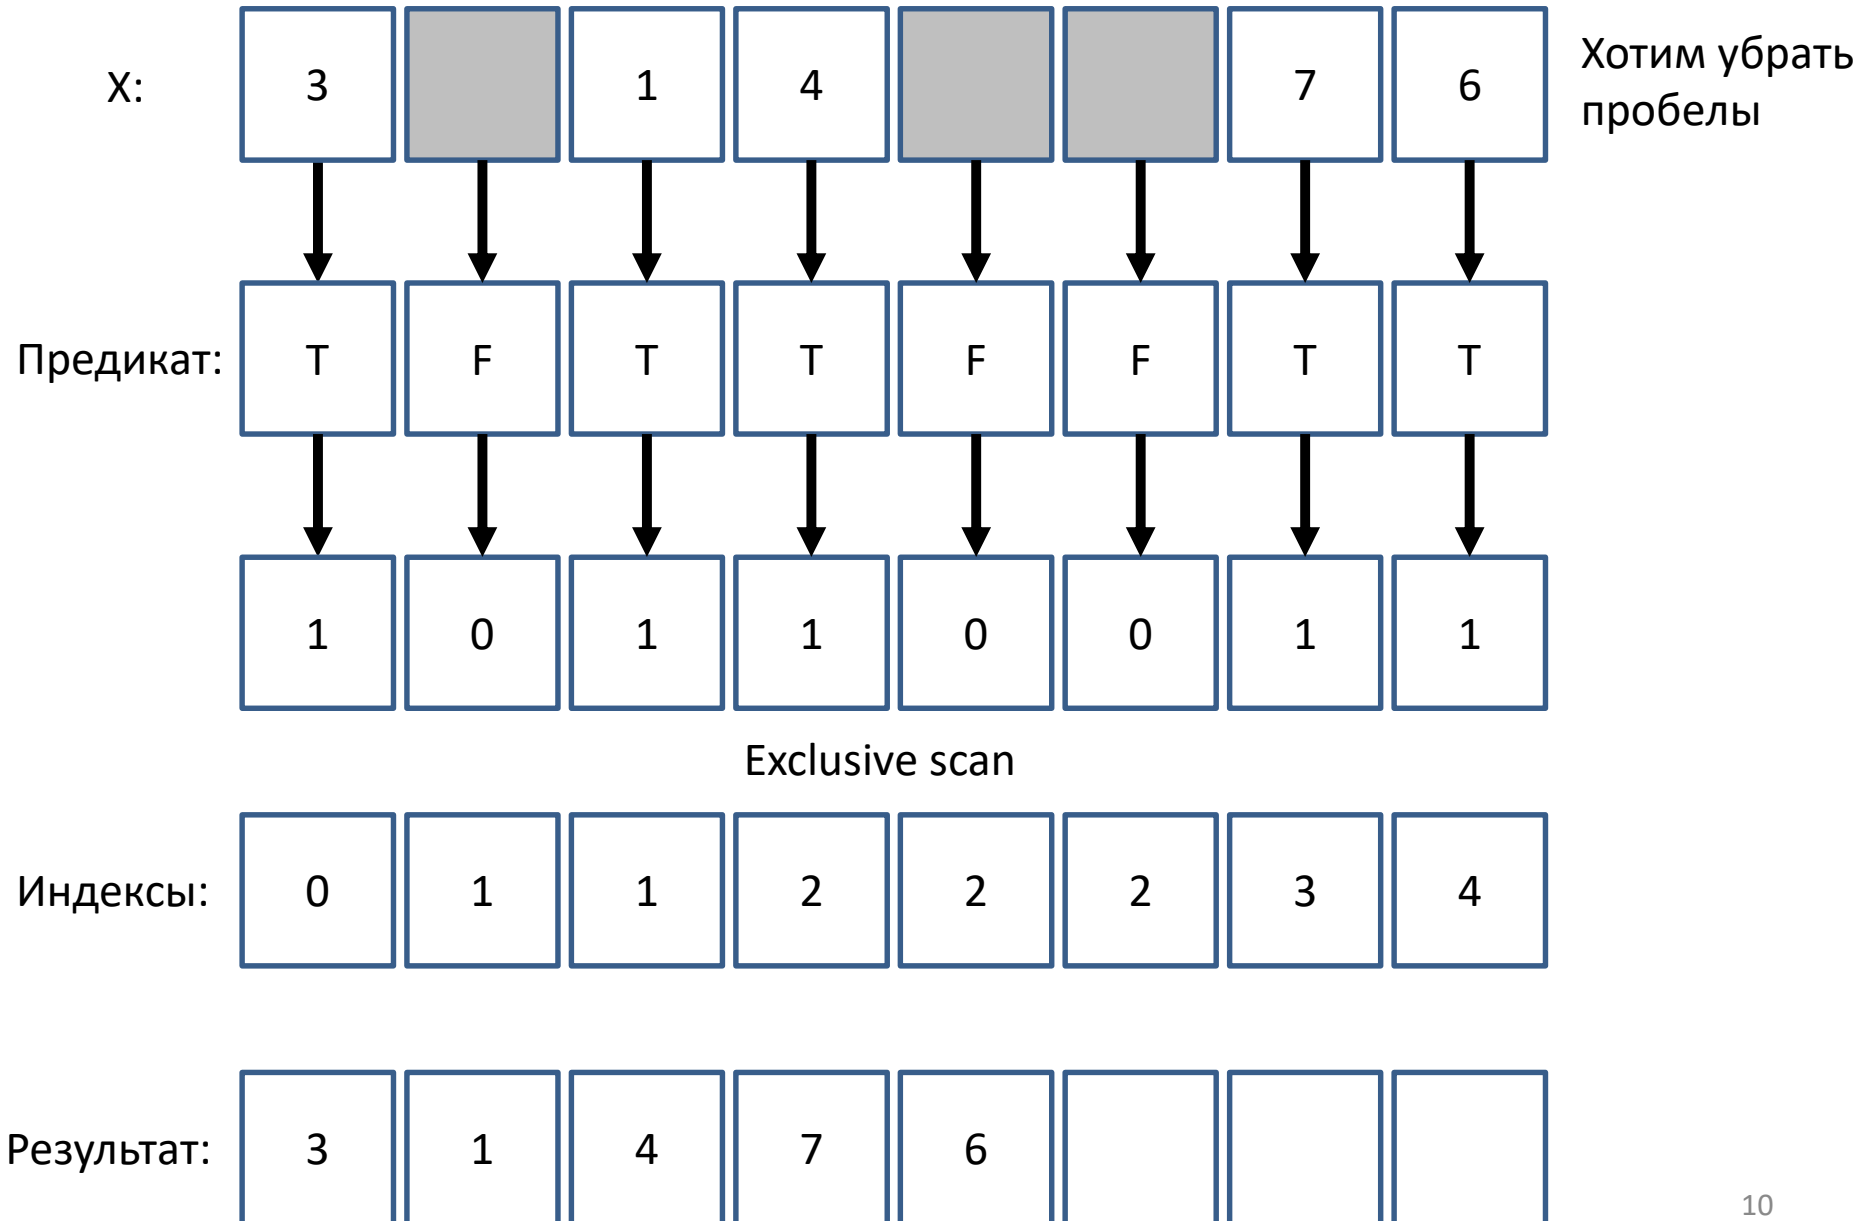 X: 3 1 4 7 6
Хотим убрать
пробелы
Предикат: T F T T F F T T
1 0 1 1 0 0 1 1
Exclusive scan
Индексы: 0 1 1 2 2 2 3 4
Результат: 3 1 4 7 6
10